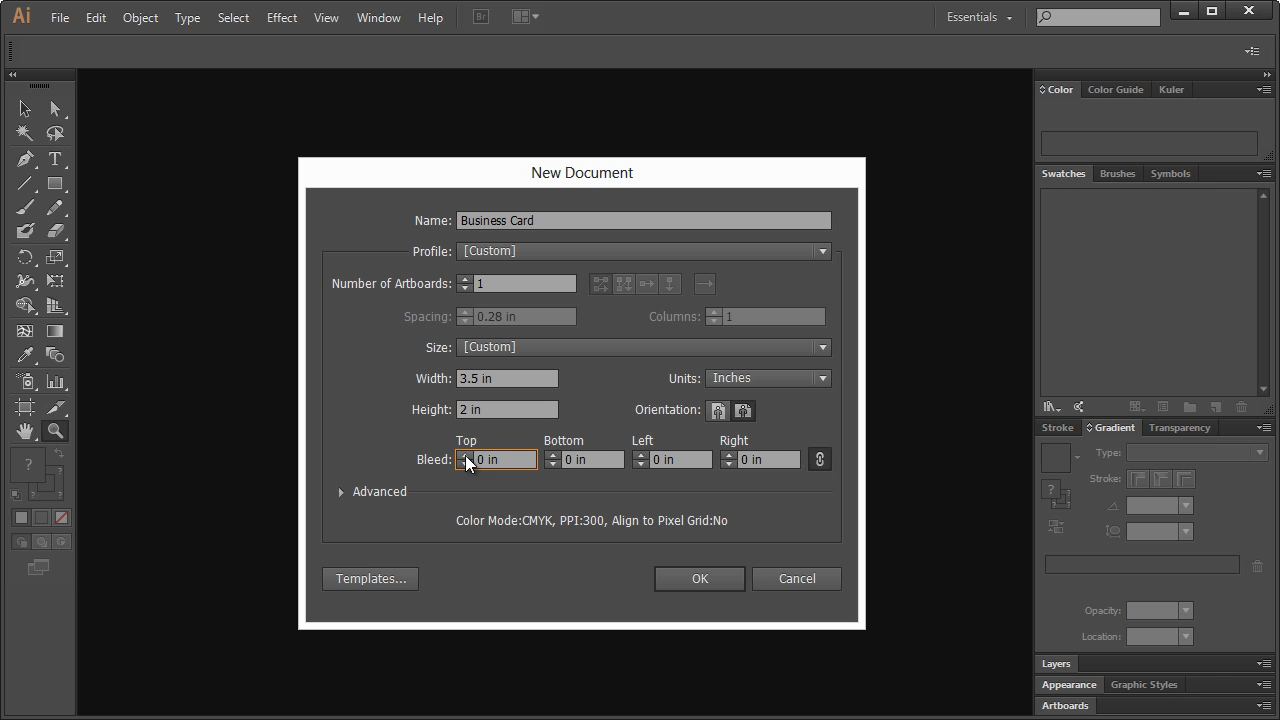 Ai File Edit Object Type Select Effect View Window Help Br Essentials
Color Color Guide Kuler
New Document
Swatches Brushes Symbols
Name: Business Card
Profile: [Custom]
Number of Artboards: 1
Spacing: 0.28 in Columns: 1
Size: [Custom]
Width: 3.5 in Units: Inches
Height: 2 in Orientation:
Stroke Gradient Transparency
Top Bottom Left Right
Bleed: 0 in 0 in 0 in 0 in
Type:
Stroke:
Advanced
Color Mode:CMYK, PPI:300, Align to Pixel Grid:No
Templates... OK Cancel
Opacity:
Location:
Layers
Appearance Graphic Styles
Artboards
T
?
?